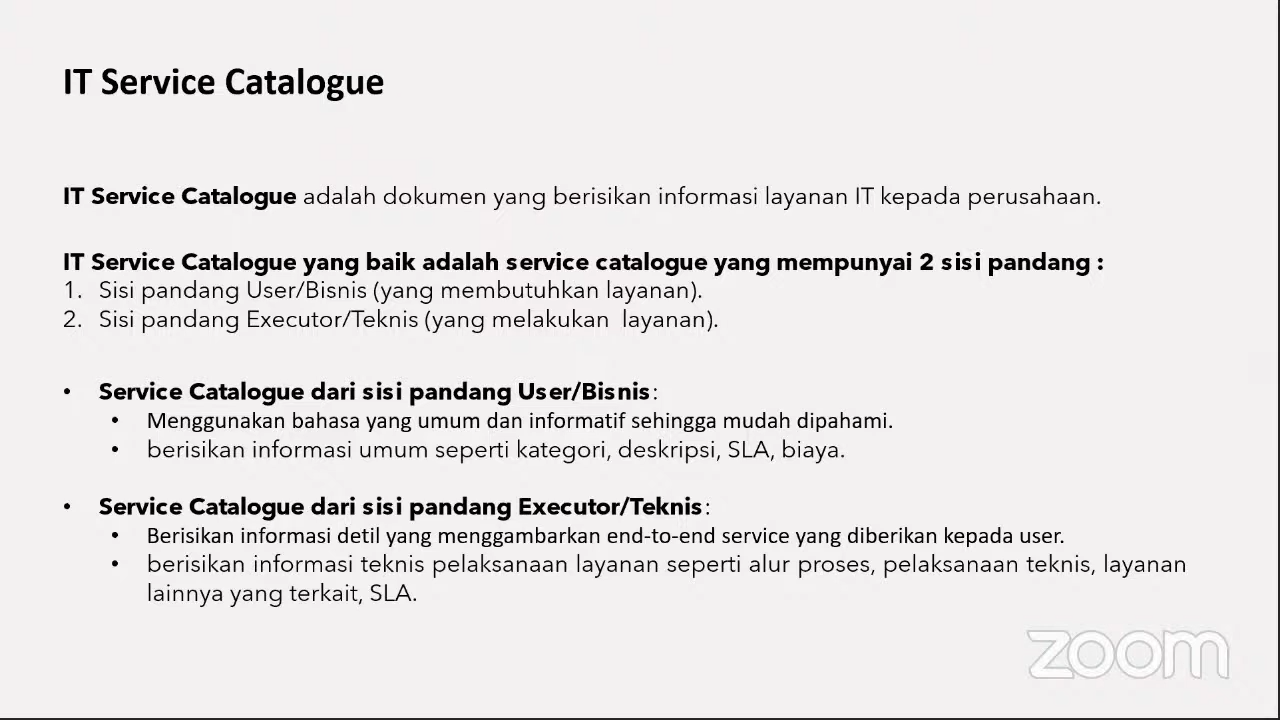 IT Service Catalogue
IT Service Catalogue adalah dokumen yang berisikan informasi layanan IT kepada perusahaan.
IT Service Catalogue yang baik adalah service catalogue yang mempunyai 2 sisi pandang :
1. Sisi pandang User/Bisnis (yang membutuhkan layanan).
2. Sisi pandang Executor/Teknis (yang melakukan layanan).
• Service Catalogue dari sisi pandang User/Bisnis:
• Menggunakan bahasa yang umum dan informatif sehingga mudah dipahami.
• berisikan informasi umum seperti kategori, deskripsi, SLA, biaya.
• Service Catalogue dari sisi pandang Executor/Teknis:
• Berisikan informasi detil yang menggambarkan end-to-end service yang diberikan kepada user.
• berisikan informasi teknis pelaksanaan layanan seperti alur proses, pelaksanaan teknis, layanan
lainnya yang terkait, SLA.
zoom